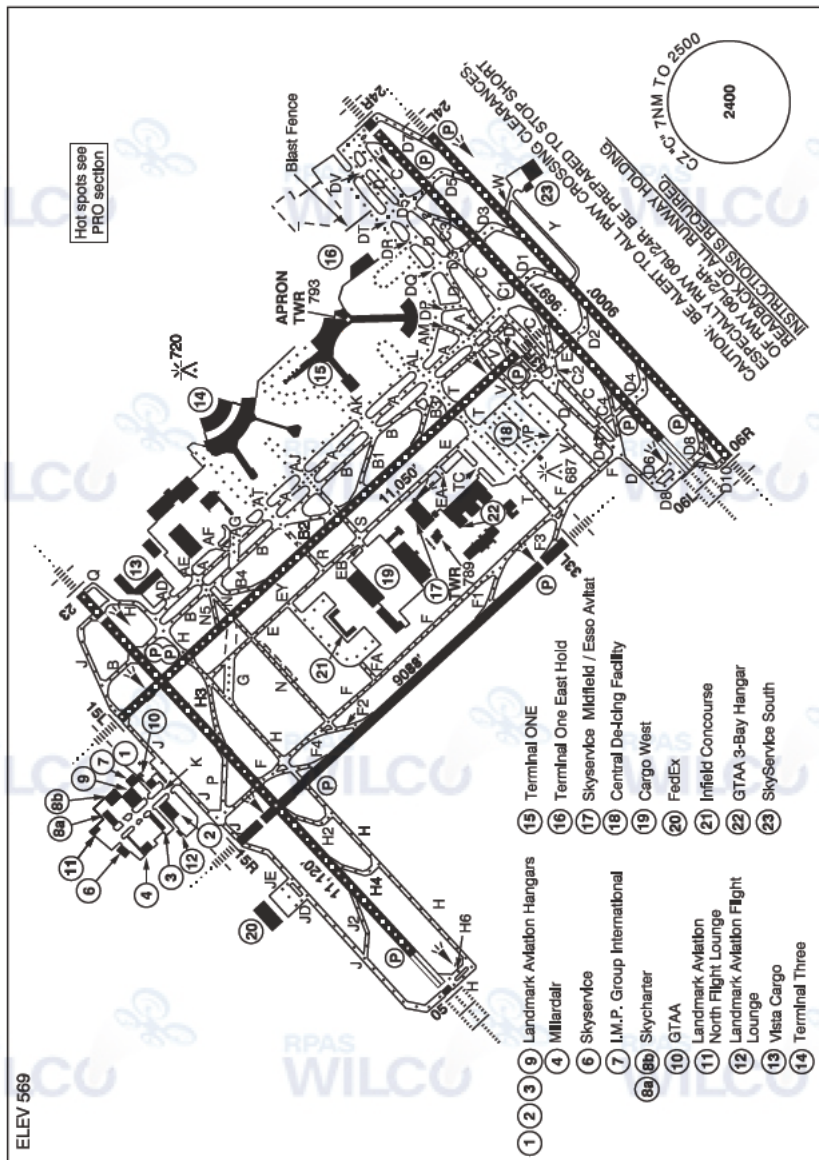 ELEV 569
Hot spots see
PRO section
Blast Fence
APRON
TWR
793
720
687
TWR
789
CAUTION: BE ALERT TO ALL RWY CROSSING CLEARANCES,
ESPECIALLY RWY 06L/24R. BE PREPARED TO STOP SHORT
OF RWY 06L/24R.
READBACK OF ALL RUNWAY HOLDING
INSTRUCTIONS IS REQUIRED.
CZ "C" 7NM TO 2500
2400
23
05
15L
33R
15R
33L
24R
06L
24L
06R
11,120'
11,050'
9088'
9697'
9000'
1 2 3 9 Landmark Aviation Hangars
4 Millardair
6 Skyservice
7 I.M.P. Group International
8a 8b Skycharter
10 GTAA
11 Landmark Aviation
North Flight Lounge
12 Landmark Aviation Flight
Lounge
13 Vista Cargo
14 Terminal Three
15 Terminal ONE
16 Terminal One East Hold
17 Skyservice Midfield / Esso Avitat
18 Central De-icing Facility
19 Cargo West
20 FedEx
21 Infield Concourse
22 GTAA 3-Bay Hangar
23 SkyService South
RPAS
WILCO